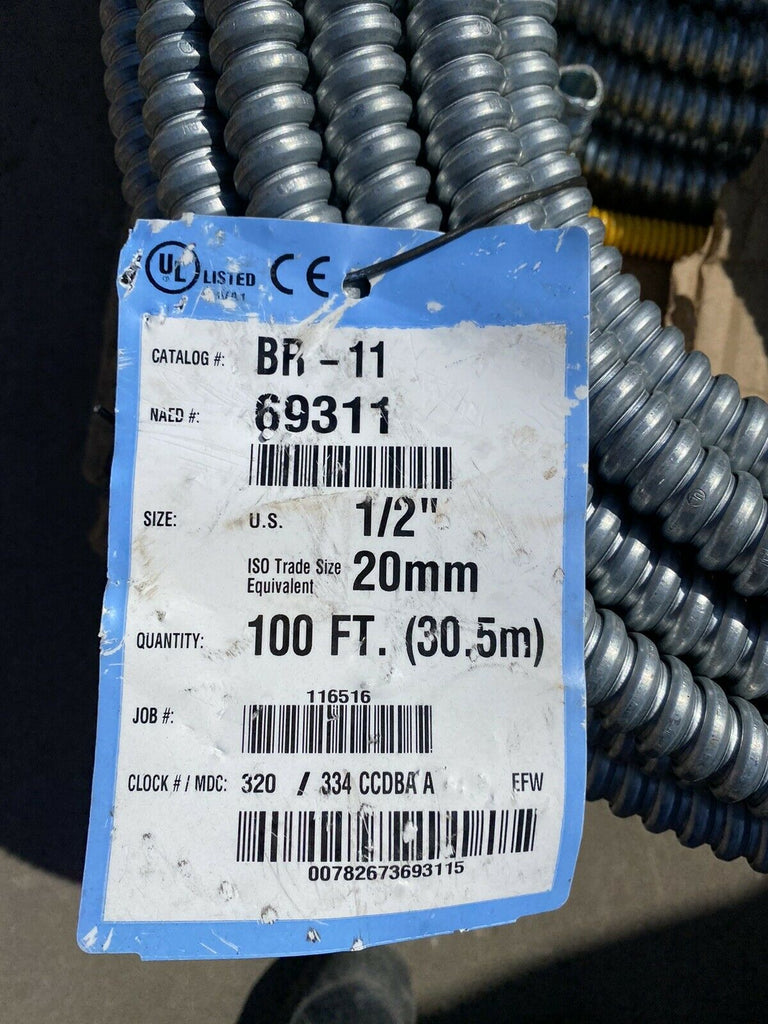 UL LISTED CE
CATALOG #: BR - 11
NAED #: 69311
SIZE: U.S. 1/2"
ISO Trade Size
Equivalent 20mm
QUANTITY: 100 FT. (30.5m)
116516
JOB #:
CLOCK # / MDC: 320 / 334 CCDBA A EFW
00782673693115